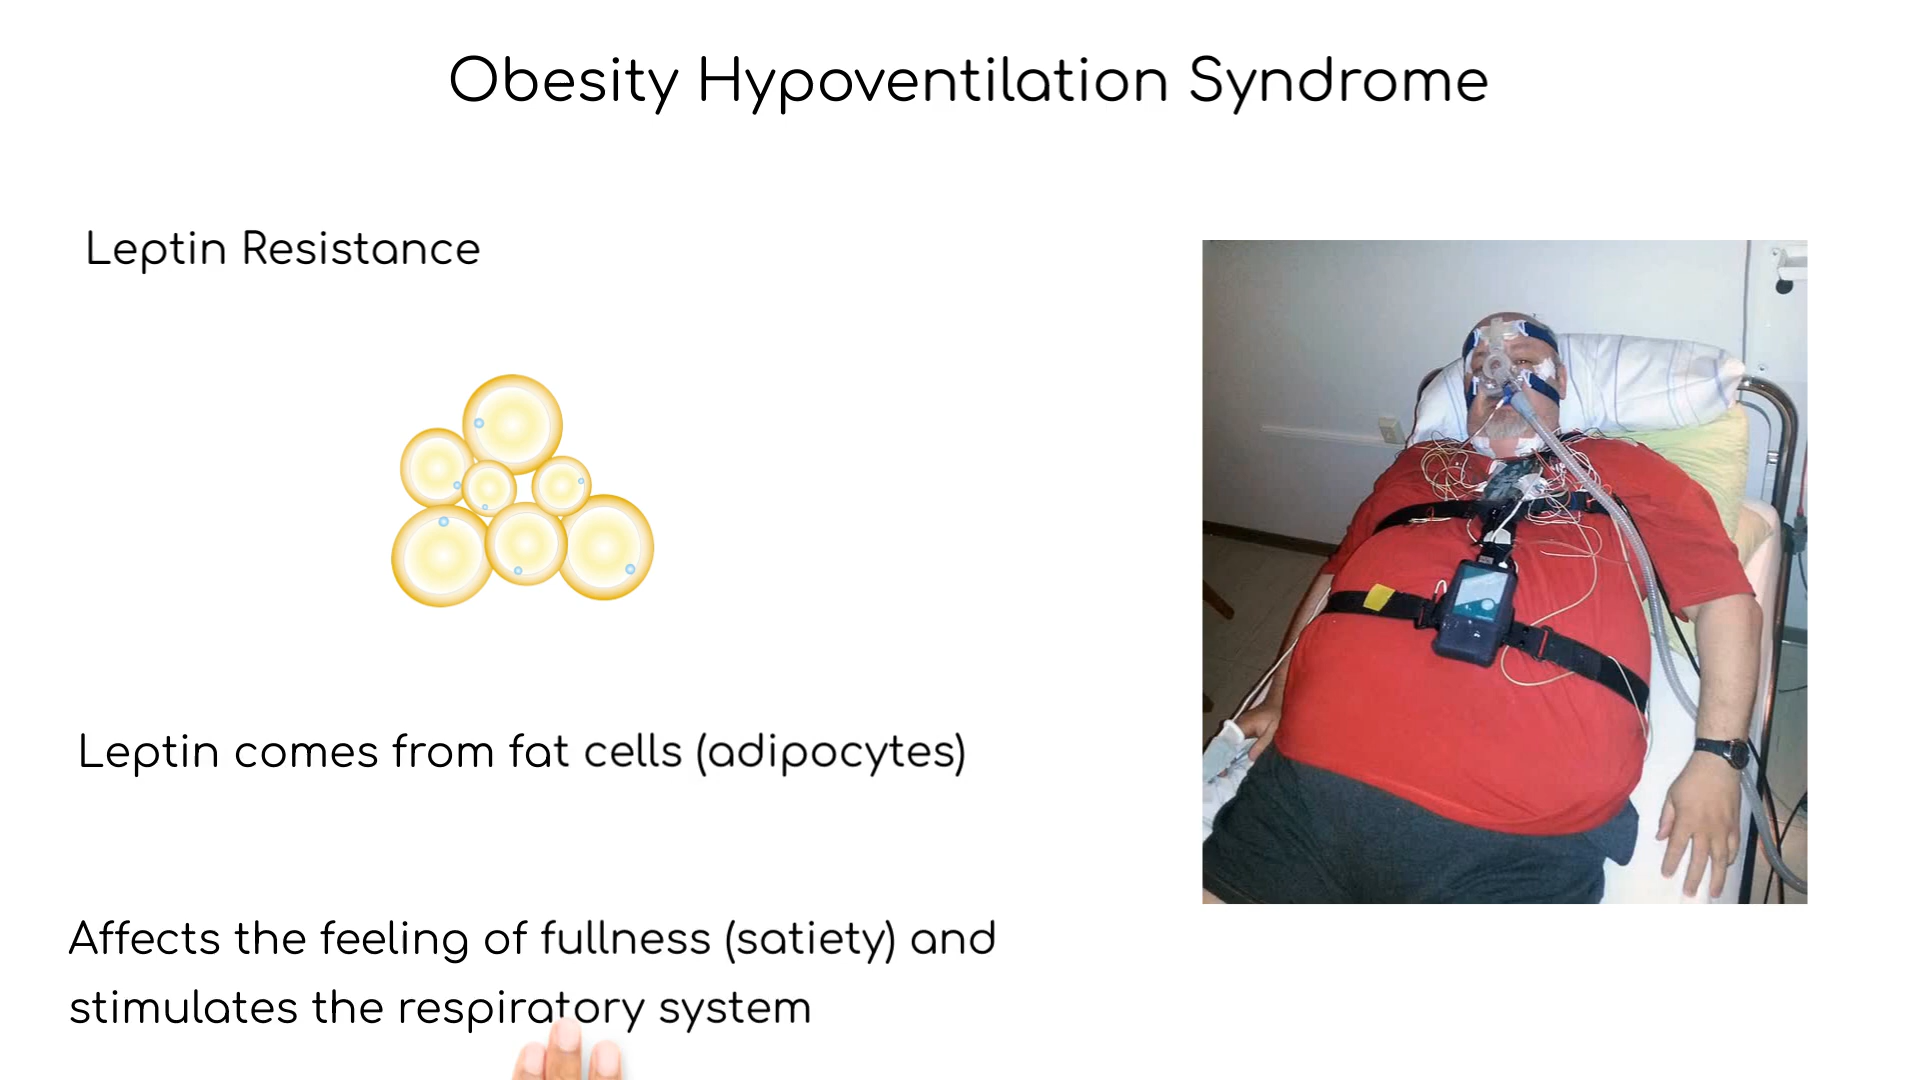 Obesity Hypoventilation Syndrome
Leptin Resistance
Leptin comes from fat cells (adipocytes)
Affects the feeling of fullness (satiety) and
stimulates the respiratory system